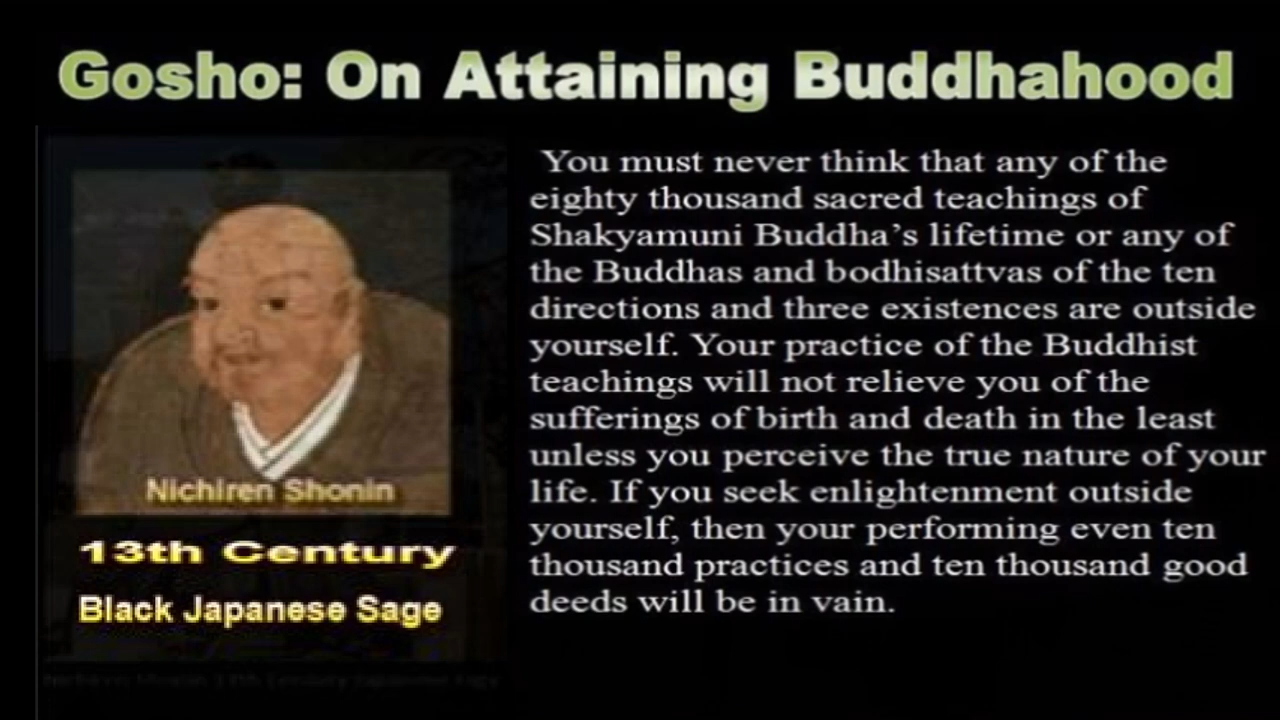 Gosho: On Attaining Buddhahood
You must never think that any of the
eighty thousand sacred teachings of
Shakyamuni Buddha's lifetime or any of
the Buddhas and bodhisattvas of the ten
directions and three existences are outside
yourself. Your practice of the Buddhist
teachings will not relieve you of the
sufferings of birth and death in the least
unless you perceive the true nature of your
life. If you seek enlightenment outside
yourself, then your performing even ten
thousand practices and ten thousand good
deeds will be in vain.
Nichiren Shonin
13th Century
Black Japanese Sage